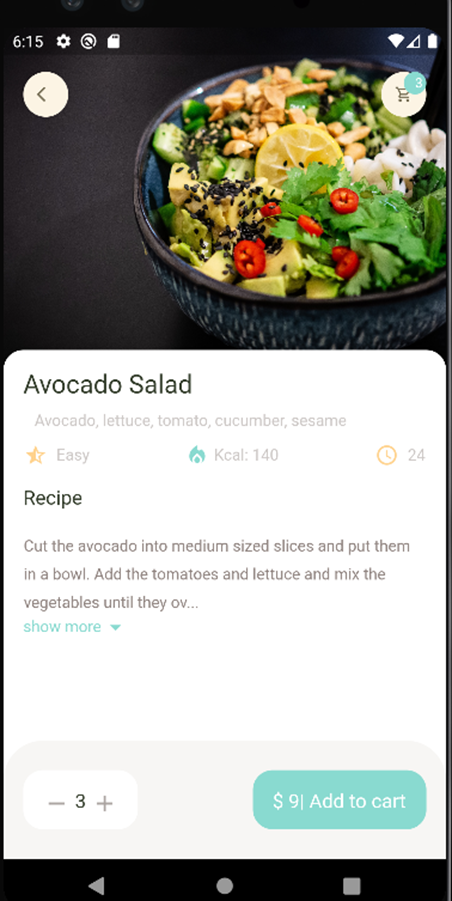 6:15
3
Avocado Salad
Avocado, lettuce, tomato, cucumber, sesame
Easy
Kcal: 140
24
Recipe
Cut the avocado into medium sized slices and put them
in a bowl. Add the tomatoes and lettuce and mix the
vegetables until they ov...
show more
3
$ 9| Add to cart